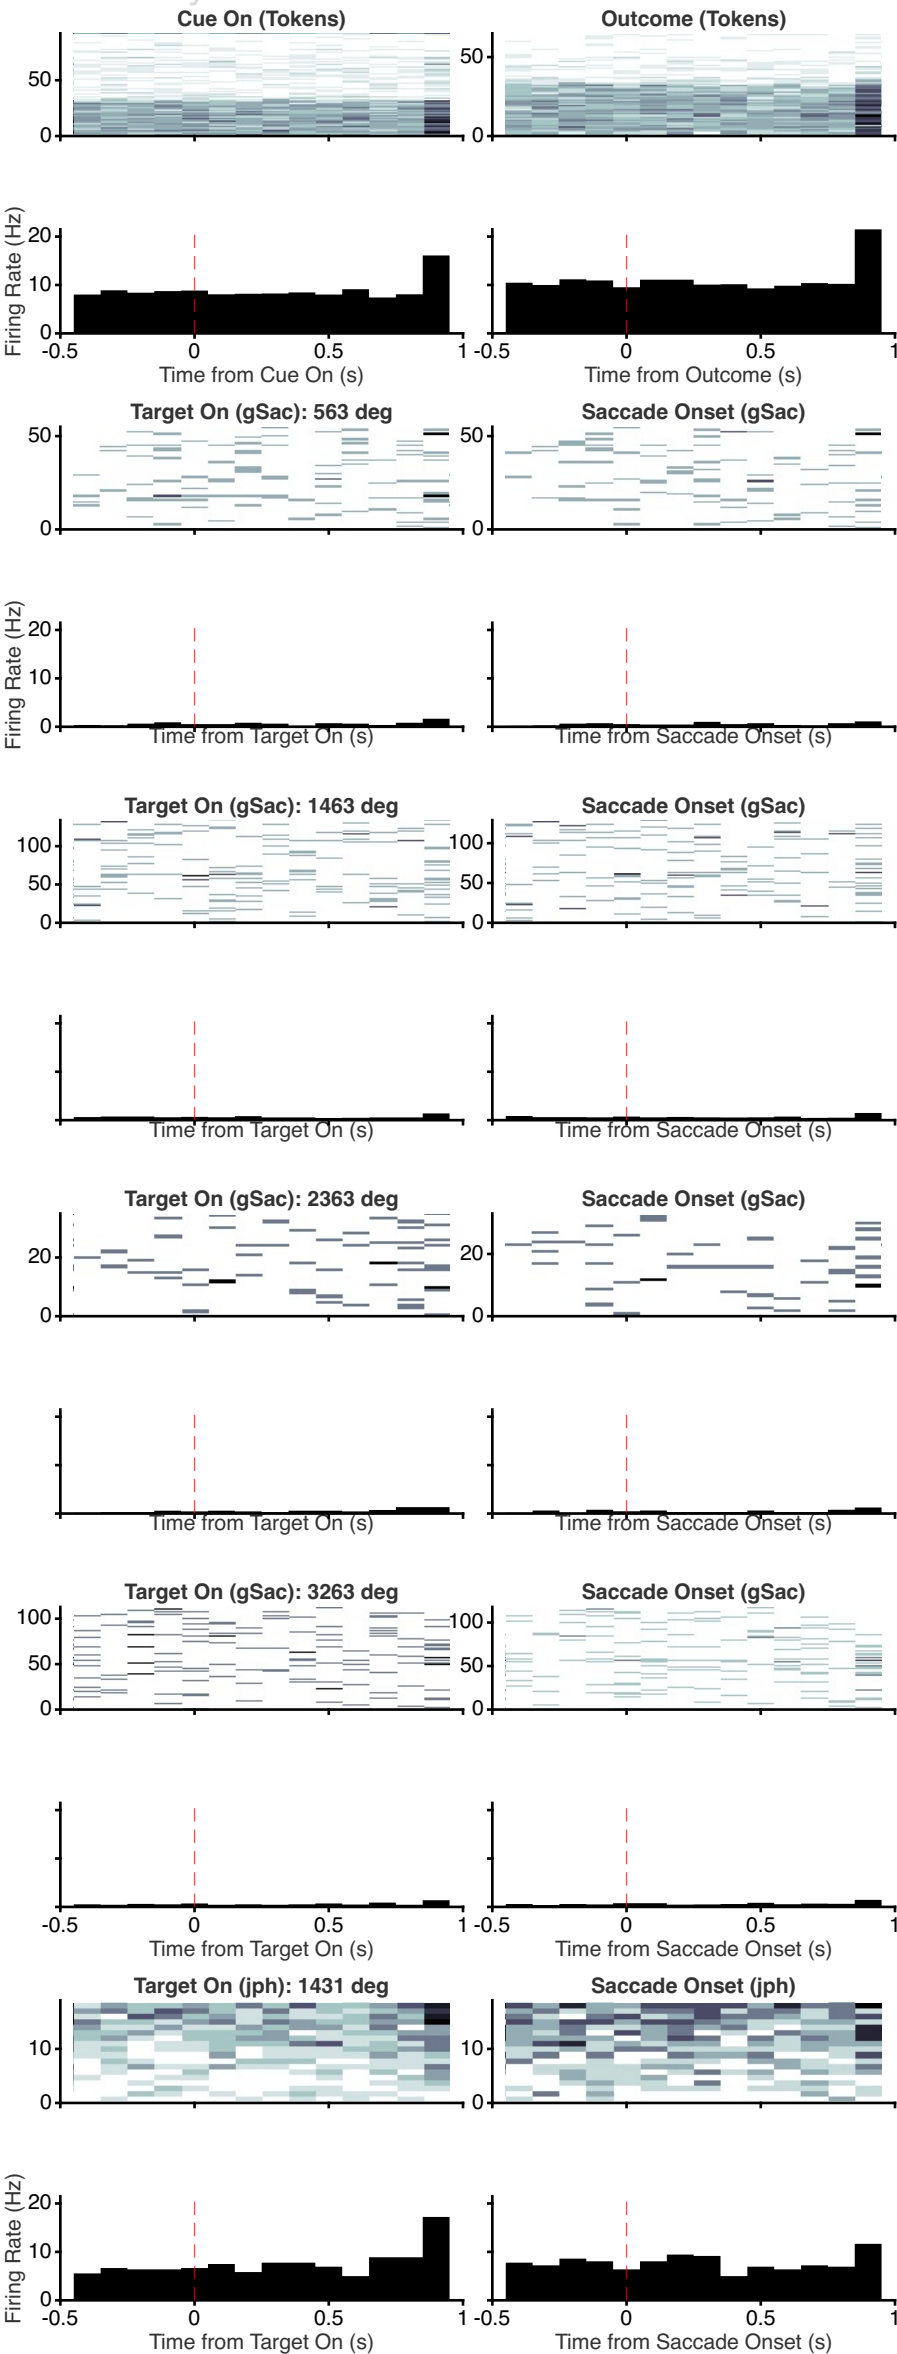 Cue On (Tokens)
Outcome (Tokens)
50
0
50
0
Firing Rate (Hz)
20
10
0
-0.5
0
0.5
1
-0.5
0
0.5
1
Time from Cue On (s)
Time from Outcome (s)
Target On (gSac): 563 deg
Saccade Onset (gSac)
50
0
50
0
Firing Rate (Hz)
20
10
0
20
10
0
Time from Target On (s)
Time from Saccade Onset (s)
Target On (gSac): 1463 deg
Saccade Onset (gSac)
100
50
0
100
50
0
Time from Target On (s)
Time from Saccade Onset (s)
Target On (gSac): 2363 deg
Saccade Onset (gSac)
20
0
20
0
Time from Target On (s)
Time from Saccade Onset (s)
Target On (gSac): 3263 deg
Saccade Onset (gSac)
100
50
0
100
50
0
-0.5
0
0.5
1
-0.5
0
0.5
1
Time from Target On (s)
Time from Saccade Onset (s)
Target On (jph): 1431 deg
Saccade Onset (jph)
10
0
10
0
Firing Rate (Hz)
20
10
0
-0.5
0
0.5
1
-0.5
0
0.5
1
Time from Target On (s)
Time from Saccade Onset (s)